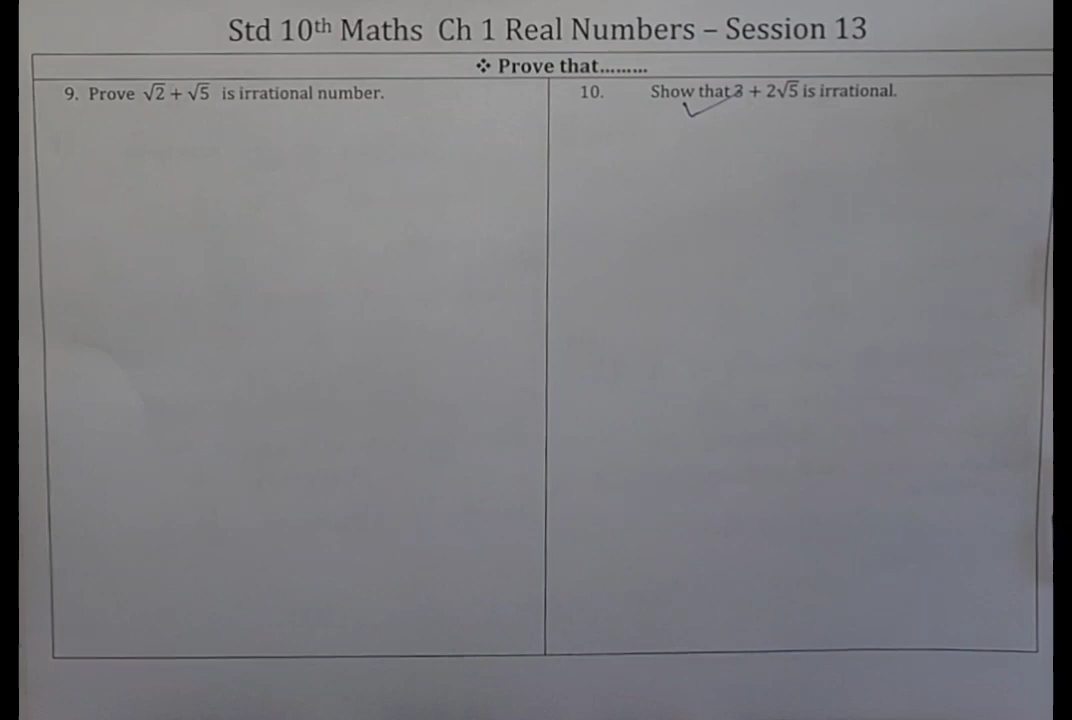 Std 10th Maths Ch 1 Real Numbers – Session 13
❖ Prove that.........
9. Prove √2 + √5 is irrational number.
10. Show that 3 + 2√5 is irrational.